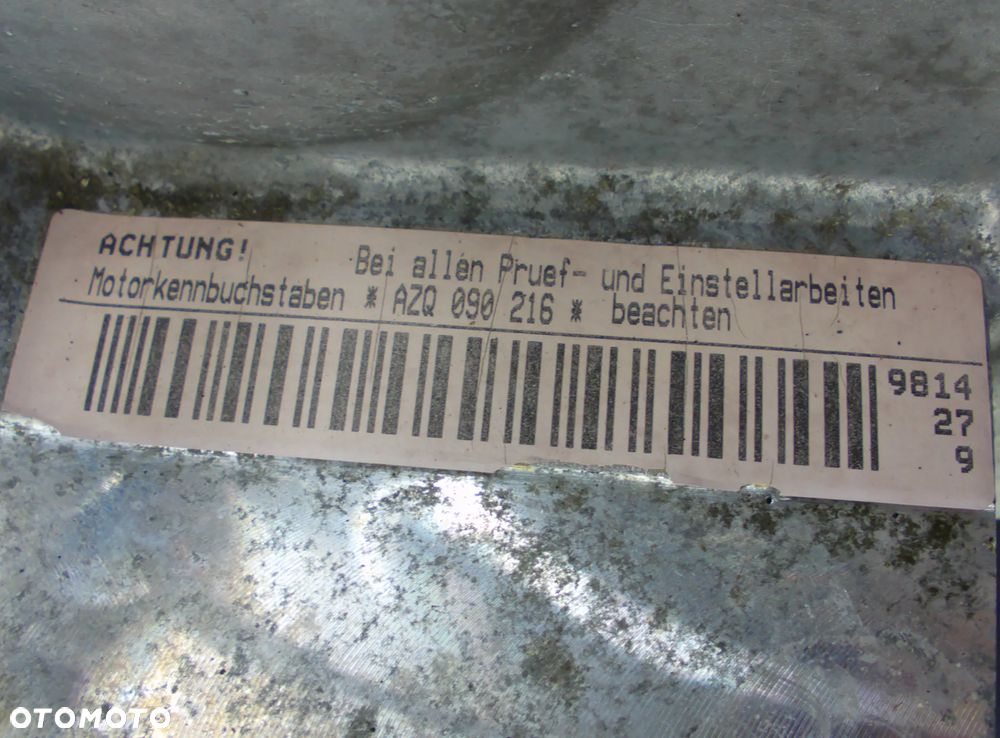 ACHTUNG! Bei allen Pruef- und Einstellarbeiten
Motorkennbuchstaben * AZQ 090 216 * beachten
9814
27
9
OTOMOTO